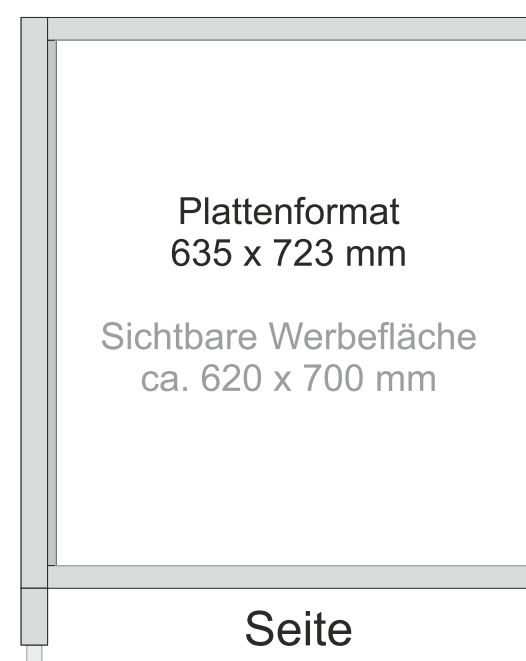 Plattenformat
635 x 723 mm
Sichtbare Werbefläche
ca. 620 x 700 mm
Seite